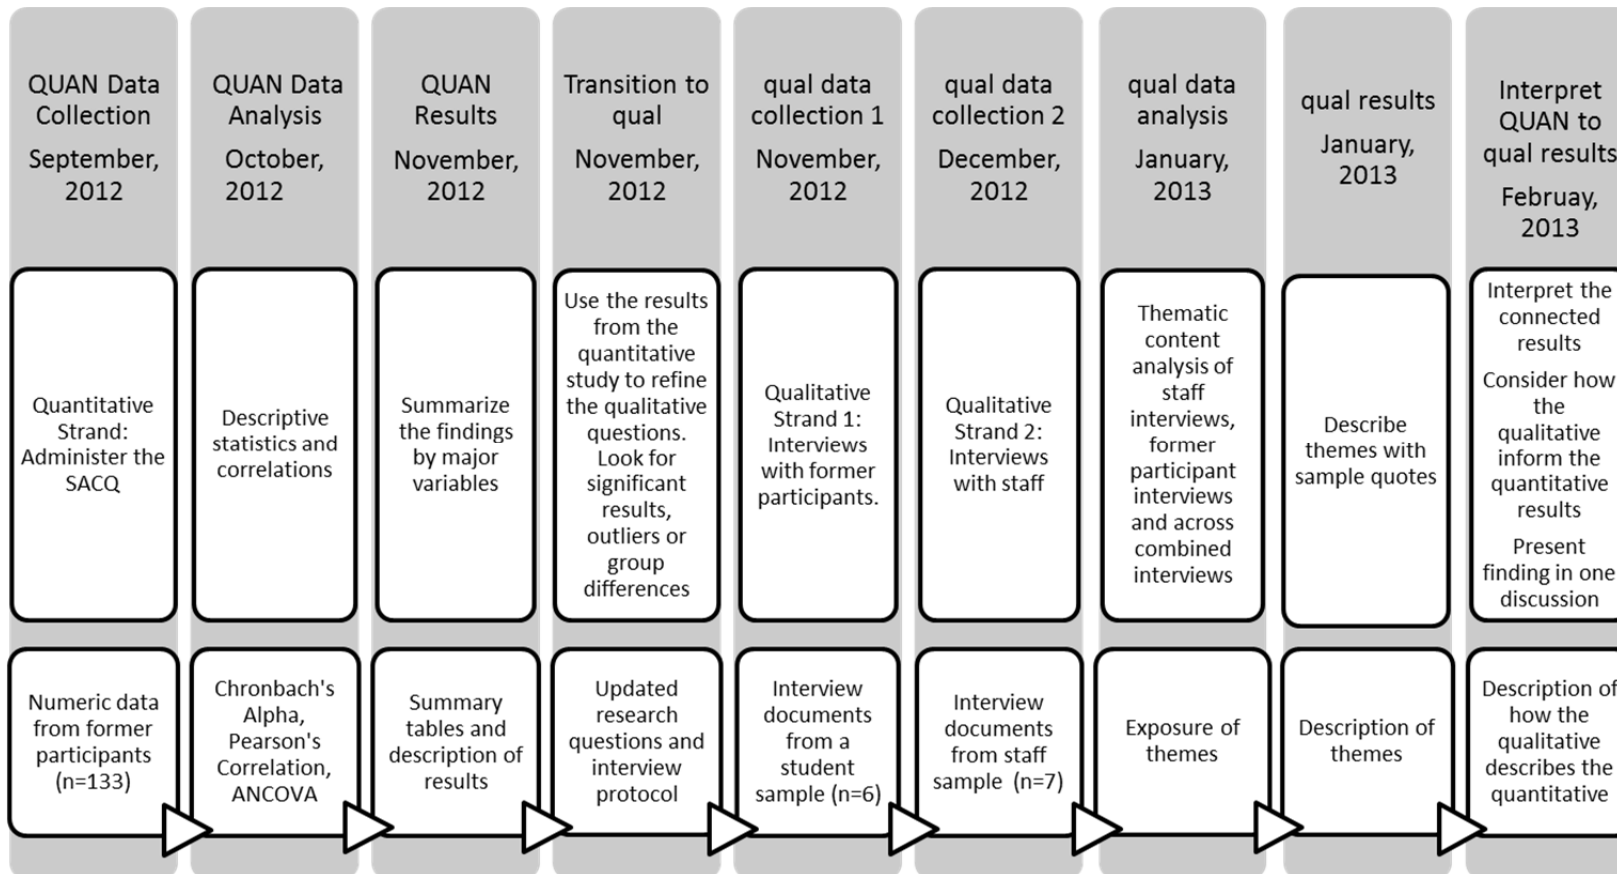 QUAN Data
Collection
September,
2012
QUAN Data
Analysis
October,
2012
QUAN
Results
November,
2012
Transition to
qual
November,
2012
qual data
collection 1
November,
2012
qual data
collection 2
December,
2012
qual data
analysis
January,
2013
qual results
January,
2013
Interpret
QUAN to
qual results
Februay,
2013
Quantitative
Strand:
Administer the
SACQ
Descriptive
statistics and
correlations
Summarize
the findings
by major
variables
Use the results
from the
quantitative
study to refine
the qualitative
questions.
Look for
significant
results,
outliers or
group
differences
Qualitative
Strand 1:
Interviews
with former
participants.
Qualitative
Strand 2:
Interviews
with staff
Thematic
content
analysis of
staff
interviews,
former
participant
interviews
and across
combined
interviews
Describe
themes with
sample quotes
Interpret the
connected
results
Consider how
the
qualitative
inform the
quantitative
results
Present
finding in one
discussion
Numeric data
from former
participants
(n=133)
Chronbach's
Alpha,
Pearson's
Correlation,
ANCOVA
Summary
tables and
description of
results
Updated
research
questions and
interview
protocol
Interview
documents
from a
student
sample (n=6)
Interview
documents
from staff
sample (n=7)
Exposure of
themes
Description of
themes
Description of
how the
qualitative
describes the
quantitative